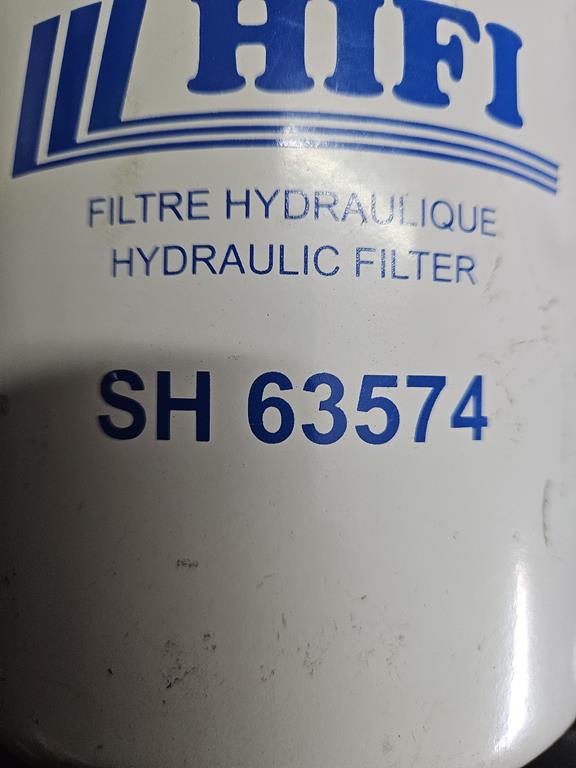 HIFI
FILTRE HYDRAULIQUE
HYDRAULIC FILTER
SH 63574